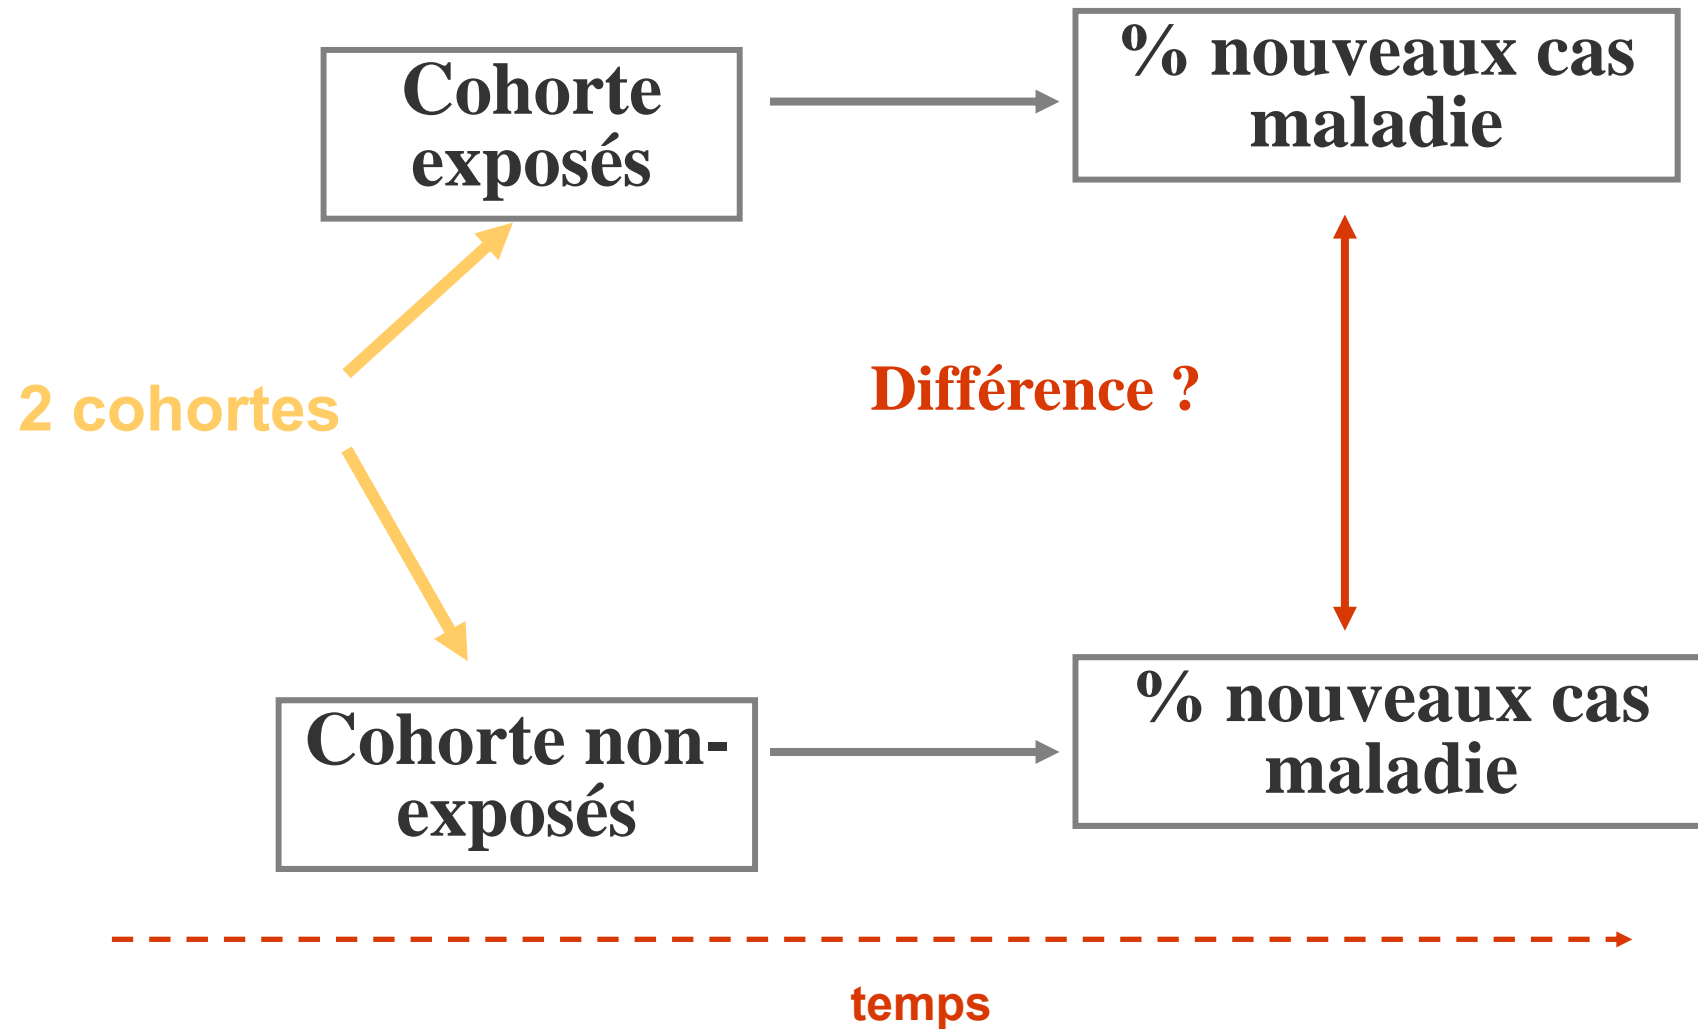 Cohorte
exposés
% nouveaux cas
maladie
2 cohortes
Différence ?
Cohorte non-
exposés
% nouveaux cas
maladie
temps